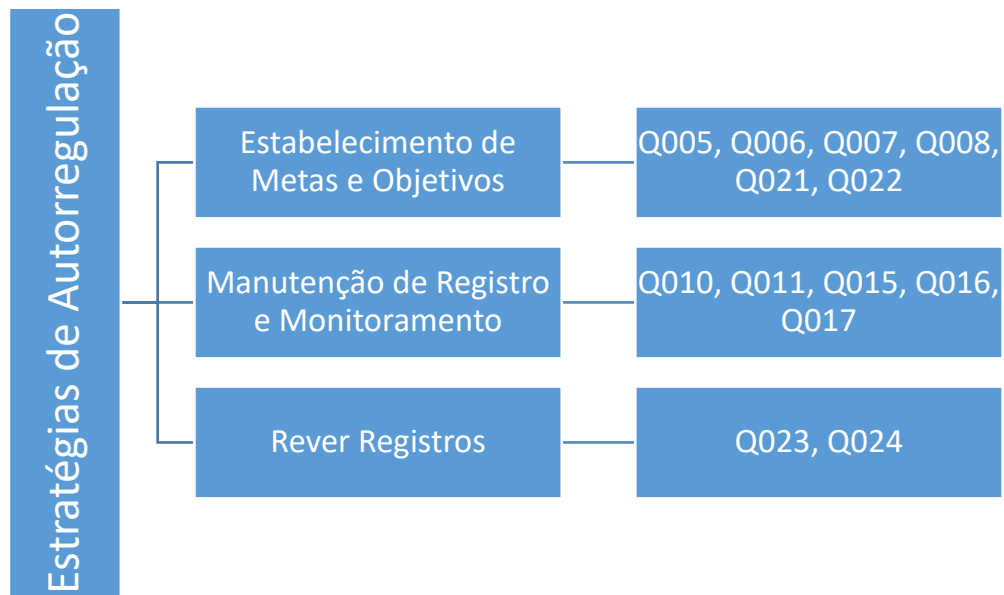 Estratégias de Autorregulação
Estabelecimento de
Metas e Objetivos
Q005, Q006, Q007, Q008,
Q021, Q022
Manutenção de Registro
e Monitoramento
Q010, Q011, Q015, Q016,
Q017
Rever Registros
Q023, Q024